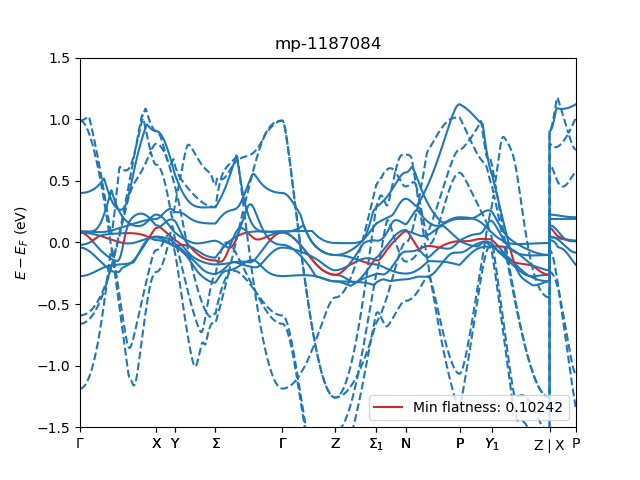 mp-1187084
E − E_F (eV)
1.5
1.0
0.5
0.0
−0.5
−1.0
−1.5
Min flatness: 0.10242
Γ X Y Σ Γ Z Σ₁ N P Y₁ Z | X P